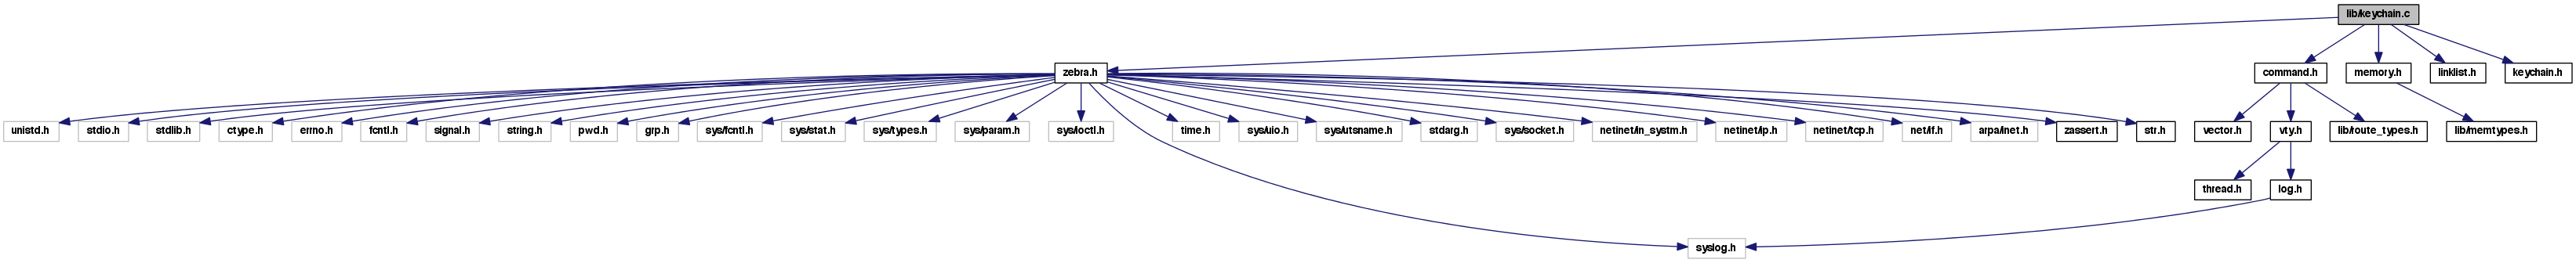 lib/keychain.c
zebra.h
command.h
memory.h
linklist.h
keychain.h
unistd.h
stdio.h
stdlib.h
ctype.h
errno.h
fcntl.h
signal.h
string.h
pwd.h
grp.h
sys/fcntl.h
sys/stat.h
sys/types.h
sys/param.h
sys/ioctl.h
time.h
sys/uio.h
sys/utsname.h
stdarg.h
sys/socket.h
netinet/in_systm.h
netinet/ip.h
netinet/tcp.h
net/if.h
arpa/inet.h
zassert.h
str.h
vector.h
vty.h
lib/route_types.h
lib/memtypes.h
thread.h
log.h
syslog.h